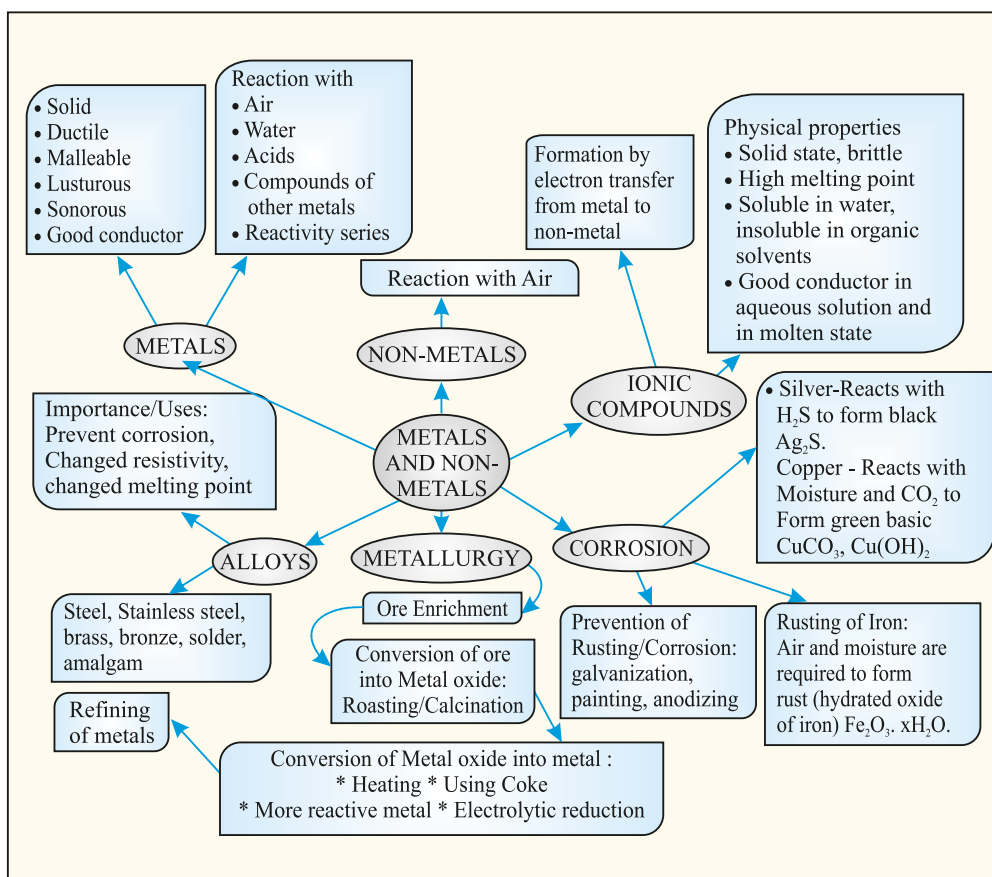 • Solid
• Ductile
• Malleable
• Lusturous
• Sonorous
• Good conductor
Reaction with
• Air
• Water
• Acids
• Compounds of
other metals
• Reactivity series
Formation by
electron transfer
from metal to
non-metal
Physical properties
• Solid state, brittle
• High melting point
• Soluble in water,
insoluble in organic
solvents
• Good conductor in
aqueous solution and
in molten state
Reaction with Air
METALS
NON-METALS
IONIC
COMPOUNDS
Importance/Uses:
Prevent corrosion,
Changed resistivity,
changed melting point
METALS
AND NON-
METALS
• Silver-Reacts with
H₂S to form black
Ag₂S.
Copper - Reacts with
Moisture and CO₂ to
Form green basic
CuCO₃, Cu(OH)₂
ALLOYS
METALLURGY
CORROSION
Steel, Stainless steel,
brass, bronze, solder,
amalgam
Ore Enrichment
Conversion of ore
into Metal oxide:
Roasting/Calcination
Prevention of
Rusting/Corrosion:
galvanization,
painting, anodizing
Rusting of Iron:
Air and moisture are
required to form
rust (hydrated oxide
of iron) Fe₂O₃. xH₂O.
Refining
of metals
Conversion of Metal oxide into metal :
* Heating * Using Coke
* More reactive metal * Electrolytic reduction